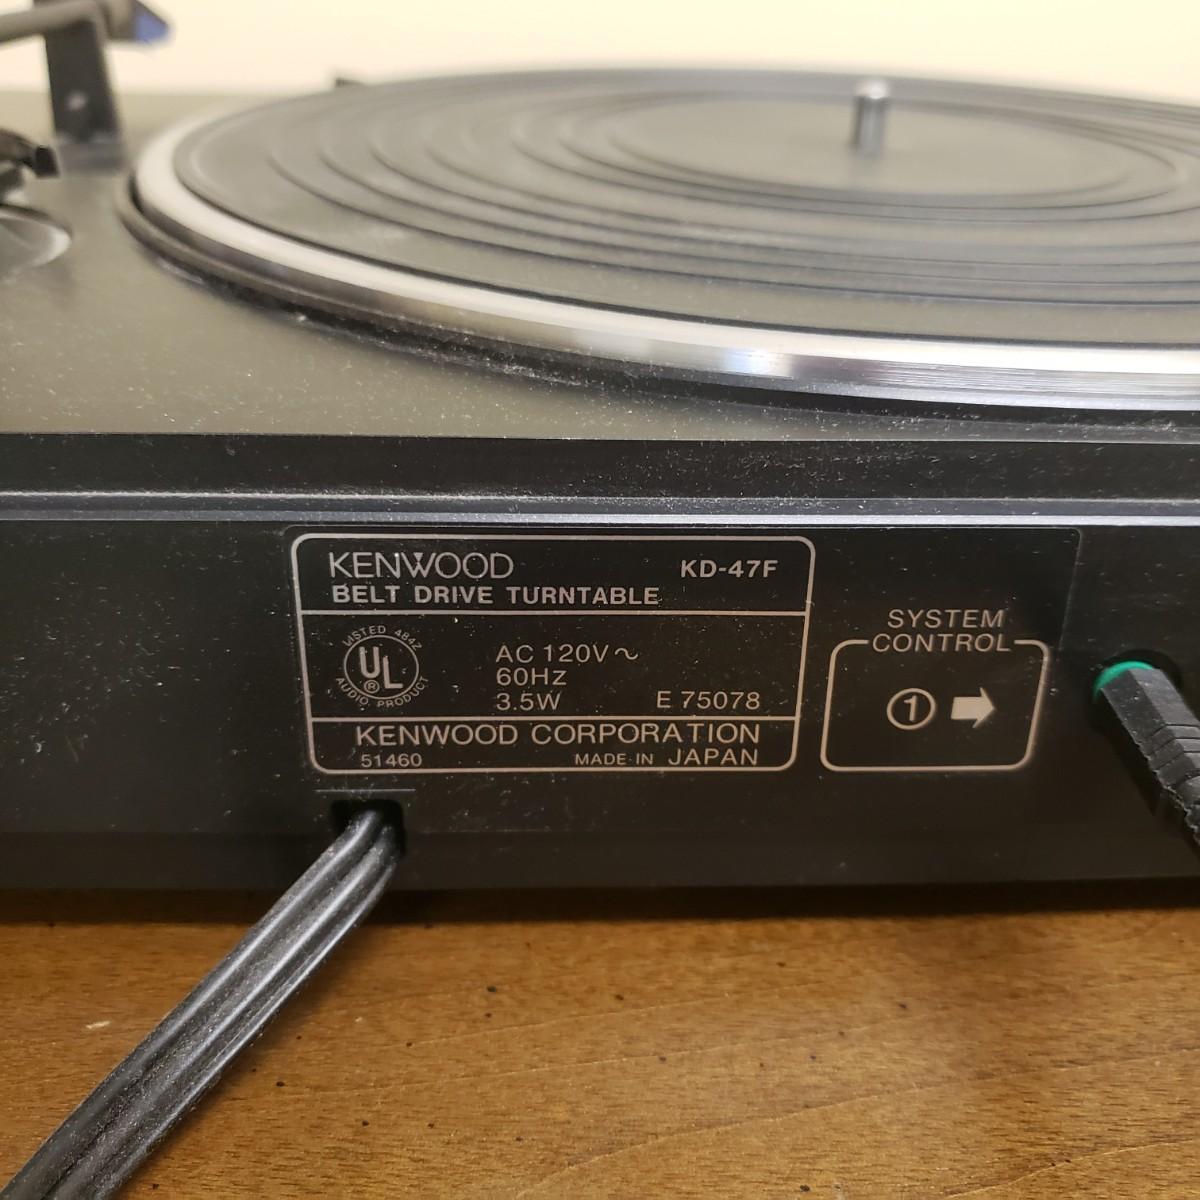 KENWOOD KD-47F
BELT DRIVE TURNTABLE
LISTED 484Z
UL
®
AUDIO. PRODUCT
AC 120V~
60Hz
3.5W E 75078
KENWOOD CORPORATION
51460 MADE IN JAPAN
SYSTEM
CONTROL
① ➡